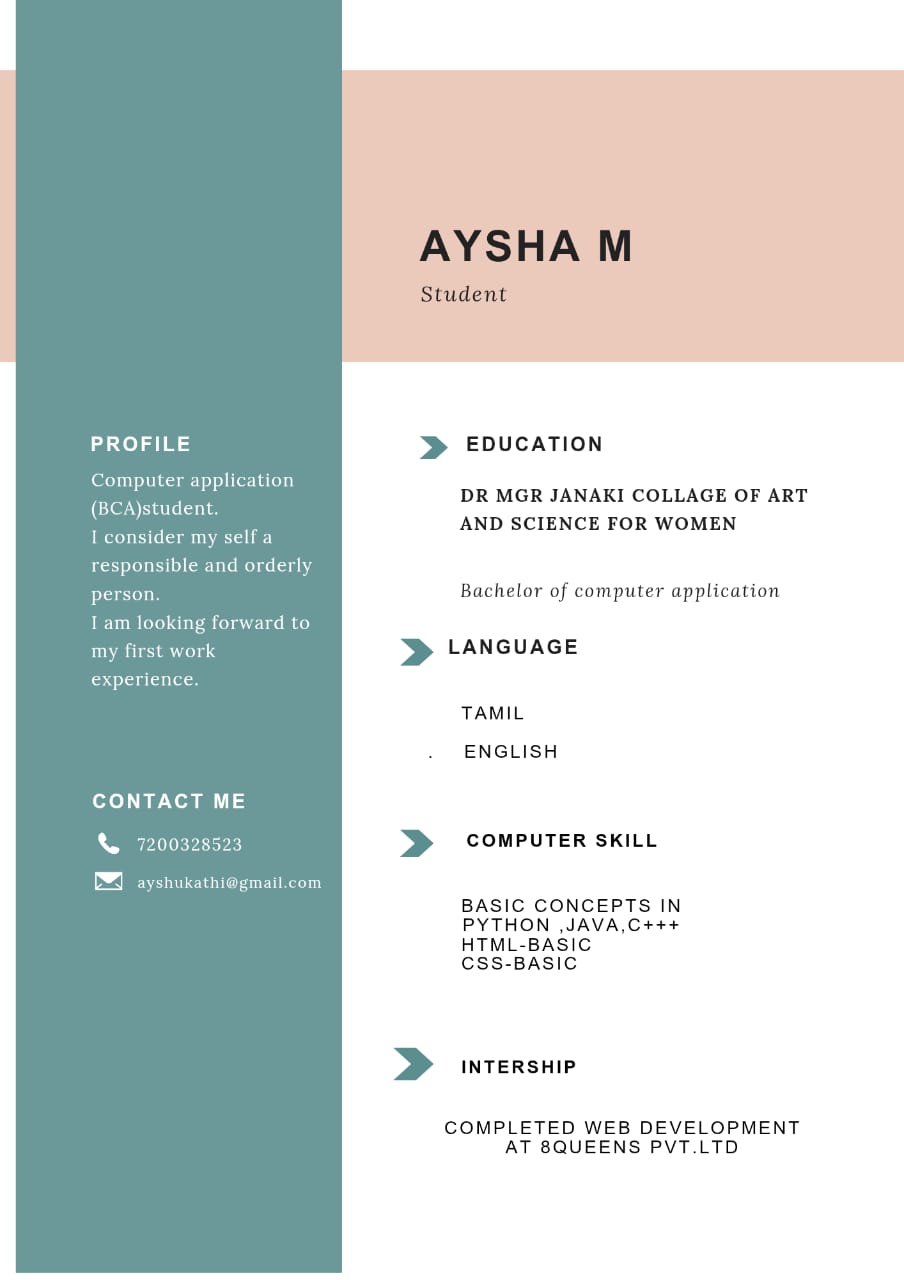 AYSHA M
Student
PROFILE
Computer application
(BCA)student.
I consider my self a
responsible and orderly
person.
I am looking forward to
my first work
experience.
CONTACT ME
7200328523
ayshukathi@gmail.com
EDUCATION
DR MGR JANAKI COLLAGE OF ART
AND SCIENCE FOR WOMEN
Bachelor of computer application
LANGUAGE
TAMIL
. ENGLISH
COMPUTER SKILL
BASIC CONCEPTS IN
PYTHON ,JAVA,C+++
HTML-BASIC
CSS-BASIC
INTERSHIP
COMPLETED WEB DEVELOPMENT
AT 8QUEENS PVT.LTD